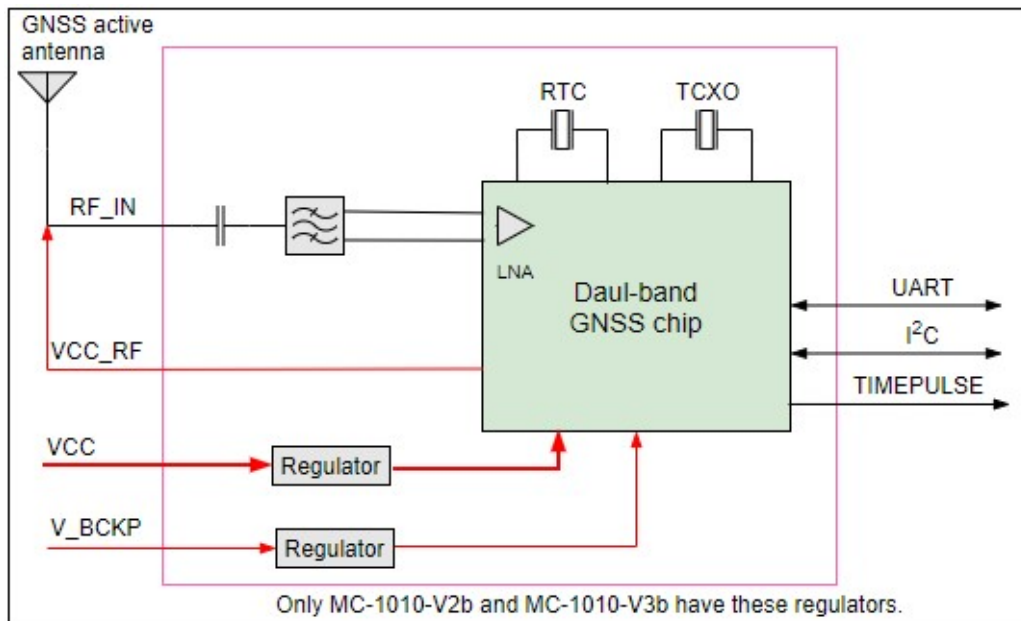 GNSS active
antenna
RTC
TCXO
RF_IN
LNA
Daul-band
GNSS chip
UART
I²C
VCC_RF
TIMEPULSE
VCC
Regulator
V_BCKP
Regulator
Only MC-1010-V2b and MC-1010-V3b have these regulators.